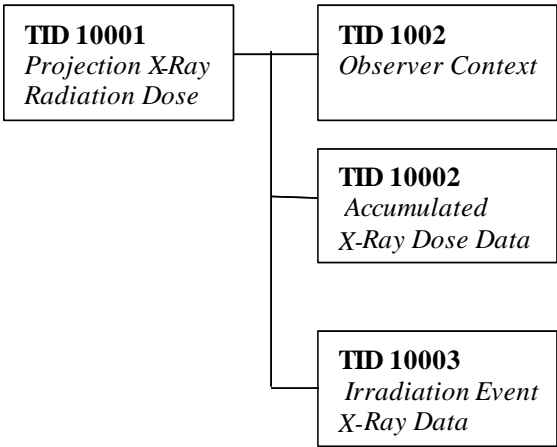 TID 10001
Projection X-Ray
Radiation Dose
TID 1002
Observer Context
TID 10002
Accumulated
X-Ray Dose Data
TID 10003
Irradiation Event
X-Ray Data